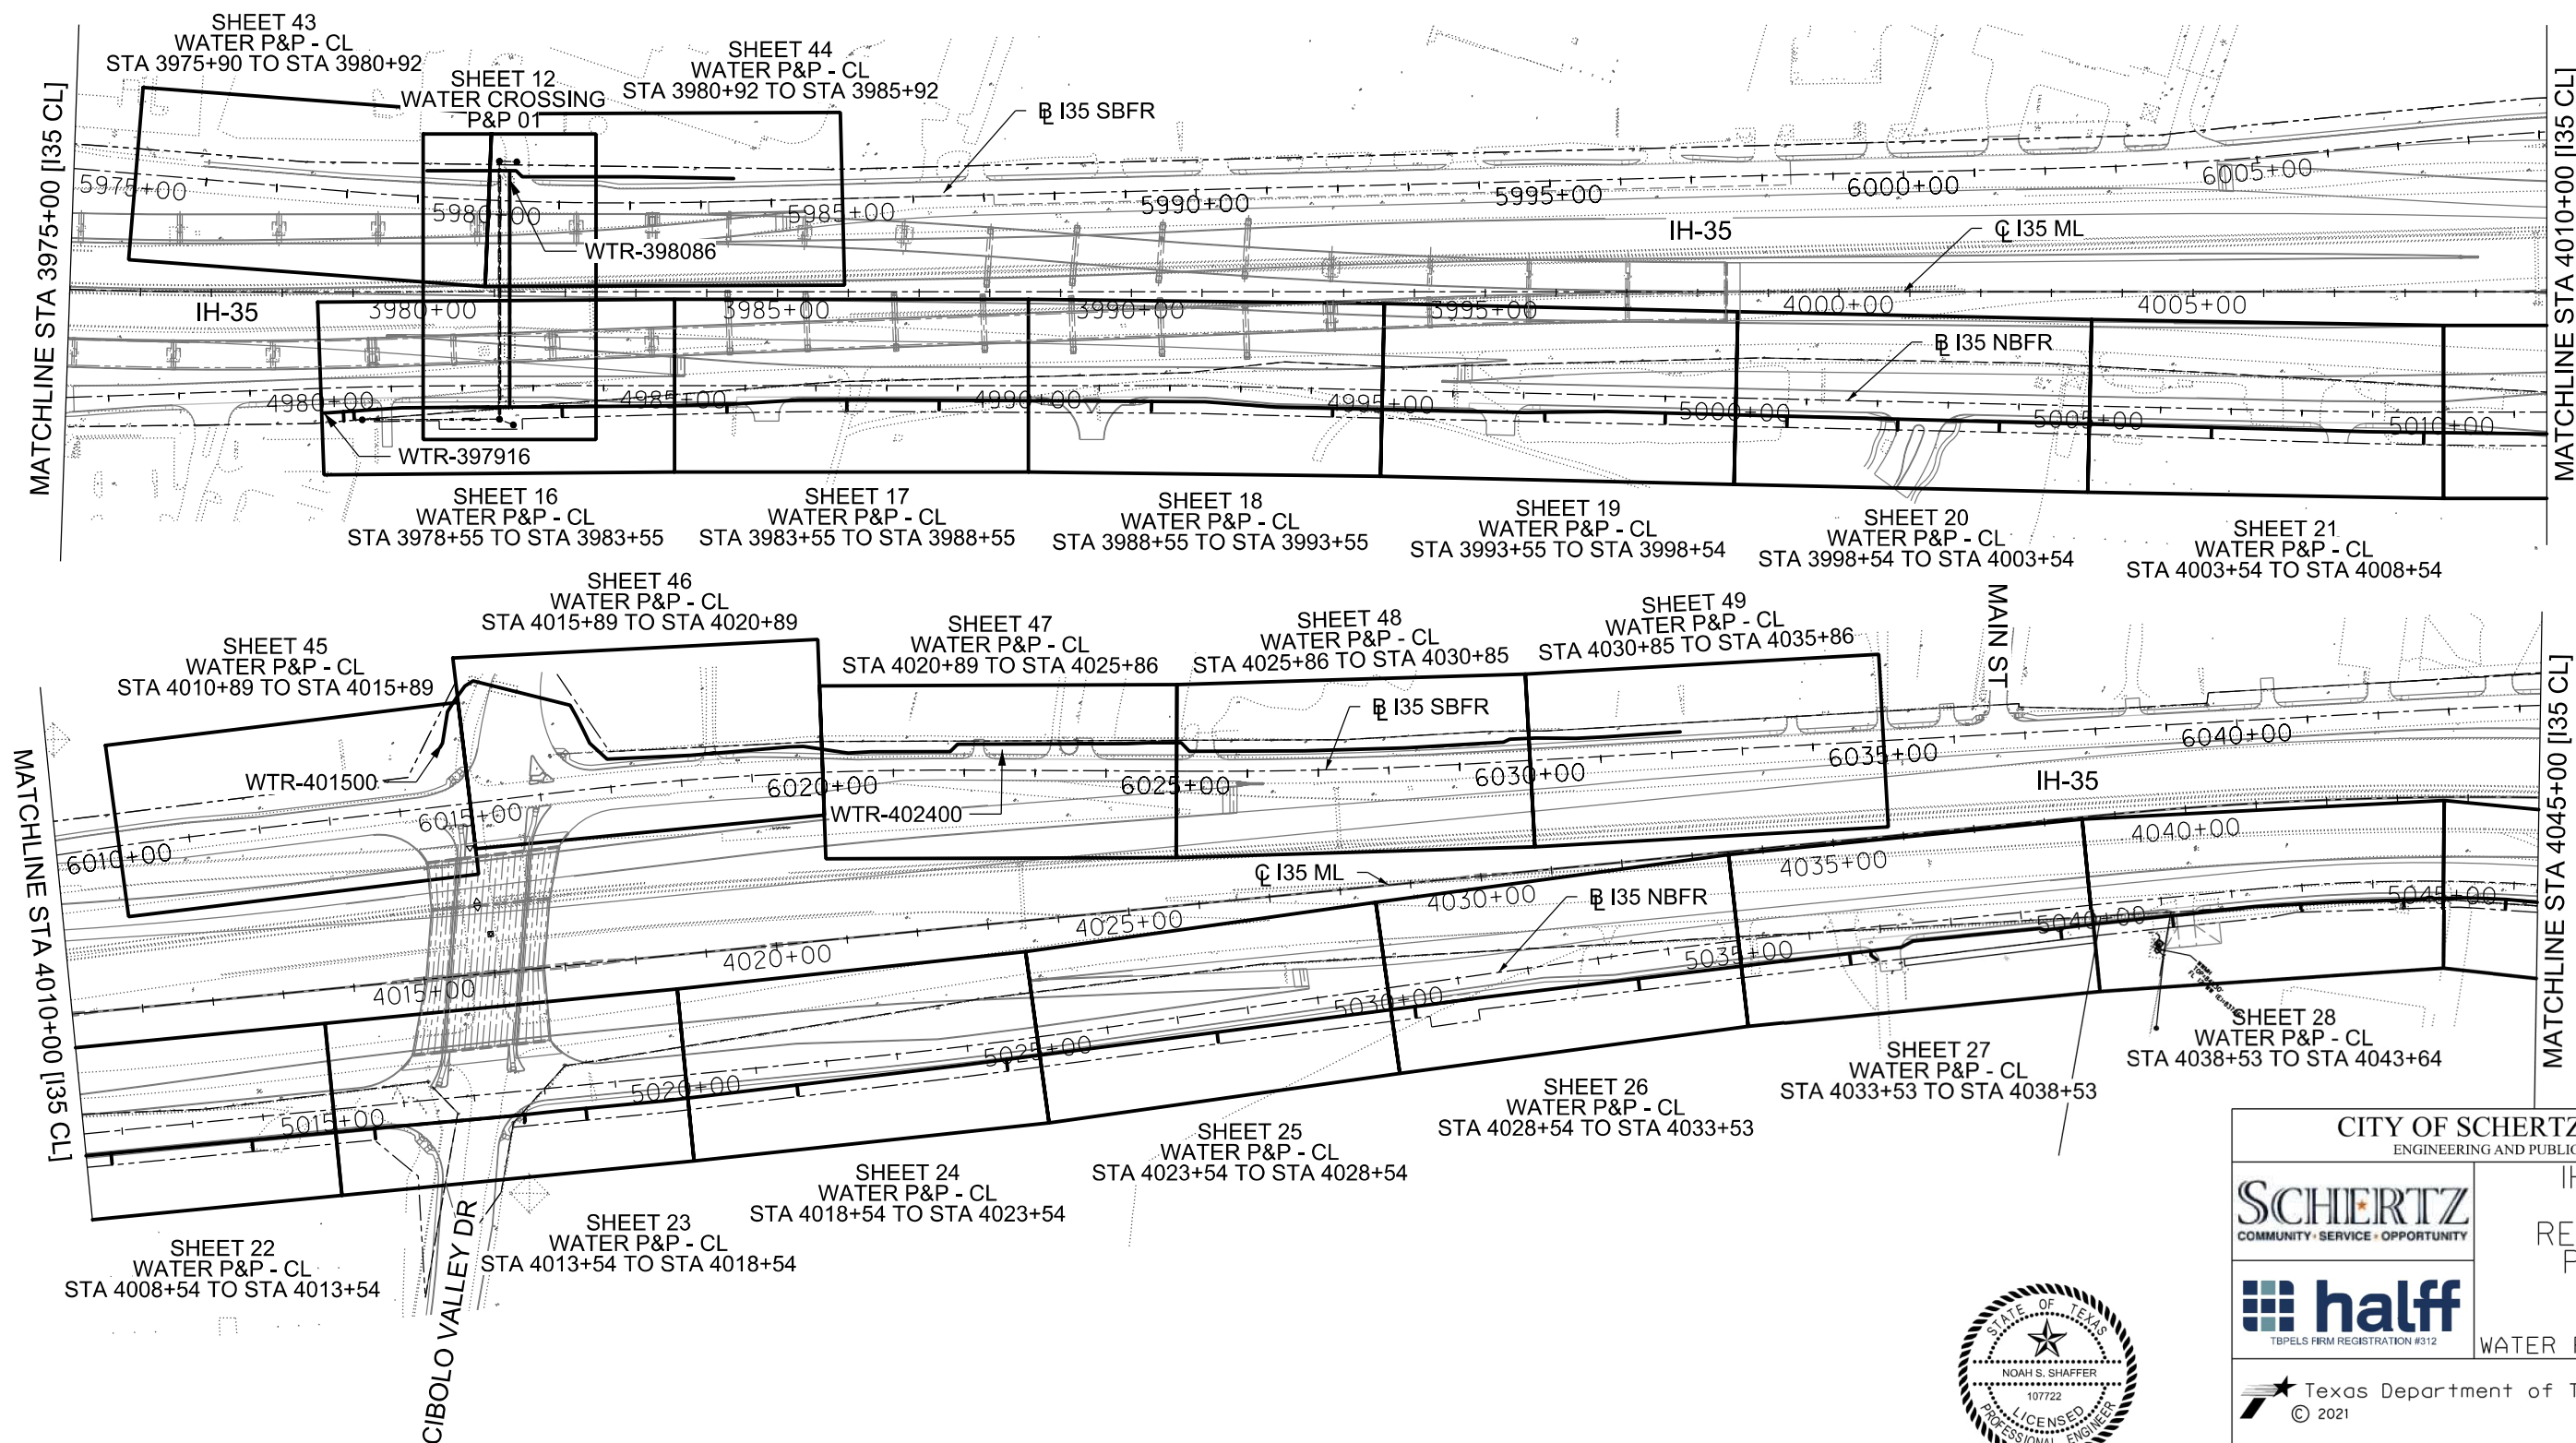 SHEET 43
WATER P&P - CL
STA 3975+90 TO STA 3980+92
SHEET 12
WATER CROSSING
P&P 01
SHEET 44
WATER P&P - CL
STA 3980+92 TO STA 3985+92
℄ I35 SBFR
MATCHLINE STA 3975+00 [I35 CL]
MATCHLINE STA 4010+00 [I35 CL]
5975+00
5980+00
5985+00
5990+00
5995+00
6000+00
6005+00
WTR-398086
IH-35
℄ I35 ML
IH-35
3980+00
3985+00
3990+00
3995+00
4000+00
4005+00
B I35 NBFR
4980+00
4985+00
4990+00
4995+00
5000+00
5005+00
5010+00
WTR-397916
SHEET 16
WATER P&P - CL
STA 3978+55 TO STA 3983+55
SHEET 17
WATER P&P - CL
STA 3983+55 TO STA 3988+55
SHEET 18
WATER P&P - CL
STA 3988+55 TO STA 3993+55
SHEET 19
WATER P&P - CL
STA 3993+55 TO STA 3998+54
SHEET 20
WATER P&P - CL
STA 3998+54 TO STA 4003+54
SHEET 21
WATER P&P - CL
STA 4003+54 TO STA 4008+54
SHEET 45
WATER P&P - CL
STA 4010+89 TO STA 4015+89
SHEET 46
WATER P&P - CL
STA 4015+89 TO STA 4020+89
SHEET 47
WATER P&P - CL
STA 4020+89 TO STA 4025+86
SHEET 48
WATER P&P - CL
STA 4025+86 TO STA 4030+85
SHEET 49
WATER P&P - CL
STA 4030+85 TO STA 4035+86
MAIN ST
MATCHLINE STA 4010+00 [I35 CL]
MATCHLINE STA 4045+00 [I35 CL]
WTR-401500
B I35 SBFR
WTR-402400
6010+00
6015+00
6020+00
6025+00
6030+00
6035+00
6040+00
IH-35
℄ I35 ML
4015+00
4020+00
4025+00
4030+00
4035+00
4040+00
B I35 NBFR
5015+00
5020+00
5025+00
5030+00
5035+00
5040+00
5045+00
SHEET 22
WATER P&P - CL
STA 4008+54 TO STA 4013+54
CIBOLO VALLEY DR
SHEET 23
WATER P&P - CL
STA 4013+54 TO STA 4018+54
SHEET 24
WATER P&P - CL
STA 4018+54 TO STA 4023+54
SHEET 25
WATER P&P - CL
STA 4023+54 TO STA 4028+54
SHEET 26
WATER P&P - CL
STA 4028+54 TO STA 4033+53
SHEET 27
WATER P&P - CL
STA 4033+53 TO STA 4038+53
SHEET 28
WATER P&P - CL
STA 4038+53 TO STA 4043+64
STATE OF TEXAS
NOAH S. SHAFFER
107722
LICENSED
PROFESSIONAL ENGINEER
CITY OF SCHERTZ
ENGINEERING AND PUBLIC
SCHERTZ
COMMUNITY • SERVICE • OPPORTUNITY
IH
RE
P
halff
TBPELS FIRM REGISTRATION #312
WATER
Texas Department of T
© 2021